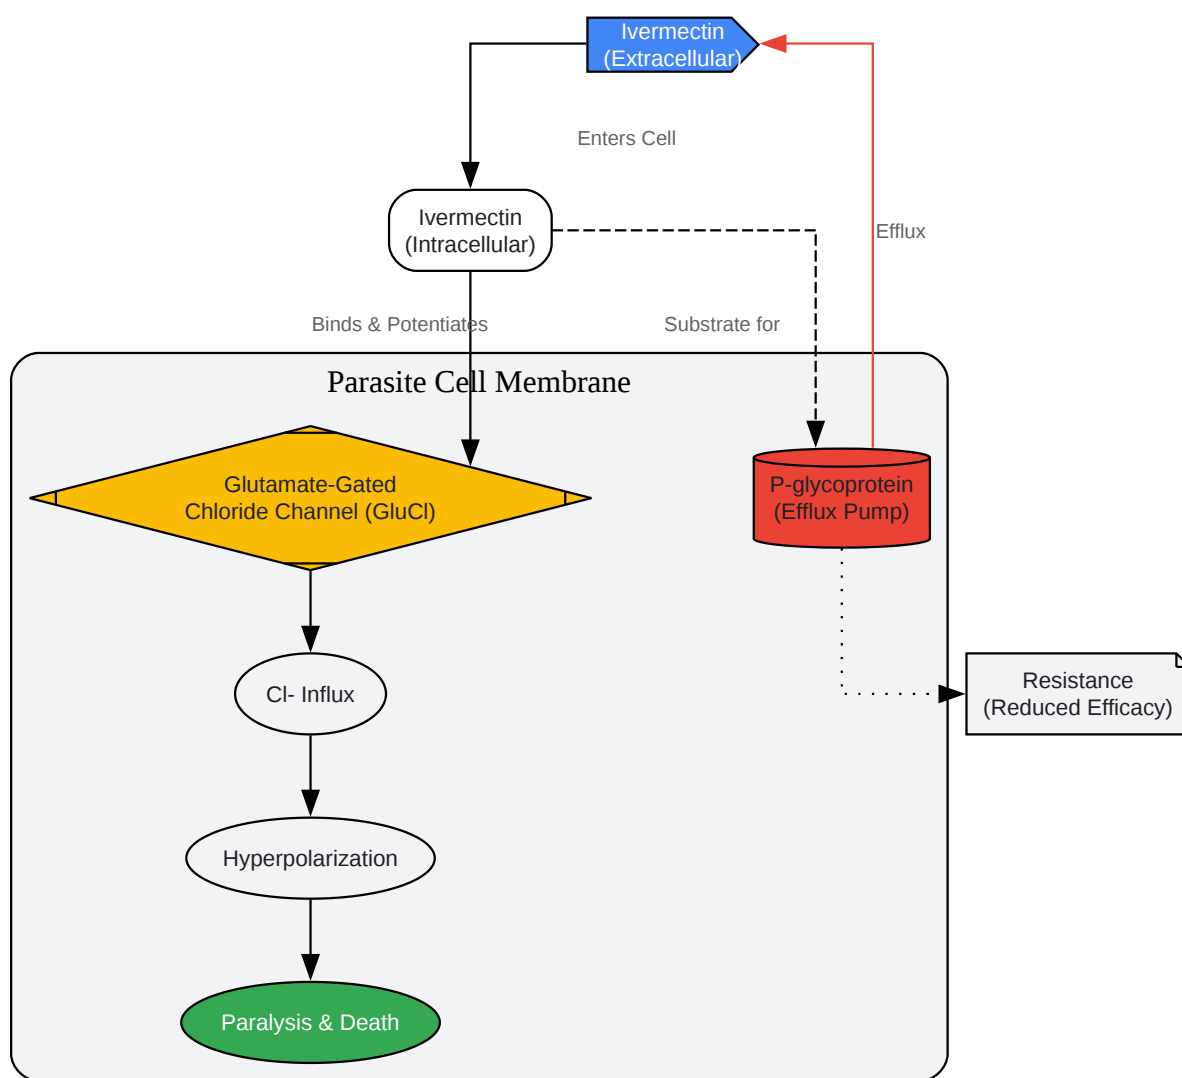 Ivermectin
(Extracellular)
Enters Cell
Ivermectin
(Intracellular)
Efflux
Binds & Potentiates
Substrate for
Parasite Cell Membrane
Glutamate-Gated
Chloride Channel (GluCl)
P-glycoprotein
(Efflux Pump)
Cl- Influx
Resistance
(Reduced Efficacy)
Hyperpolarization
Paralysis & Death